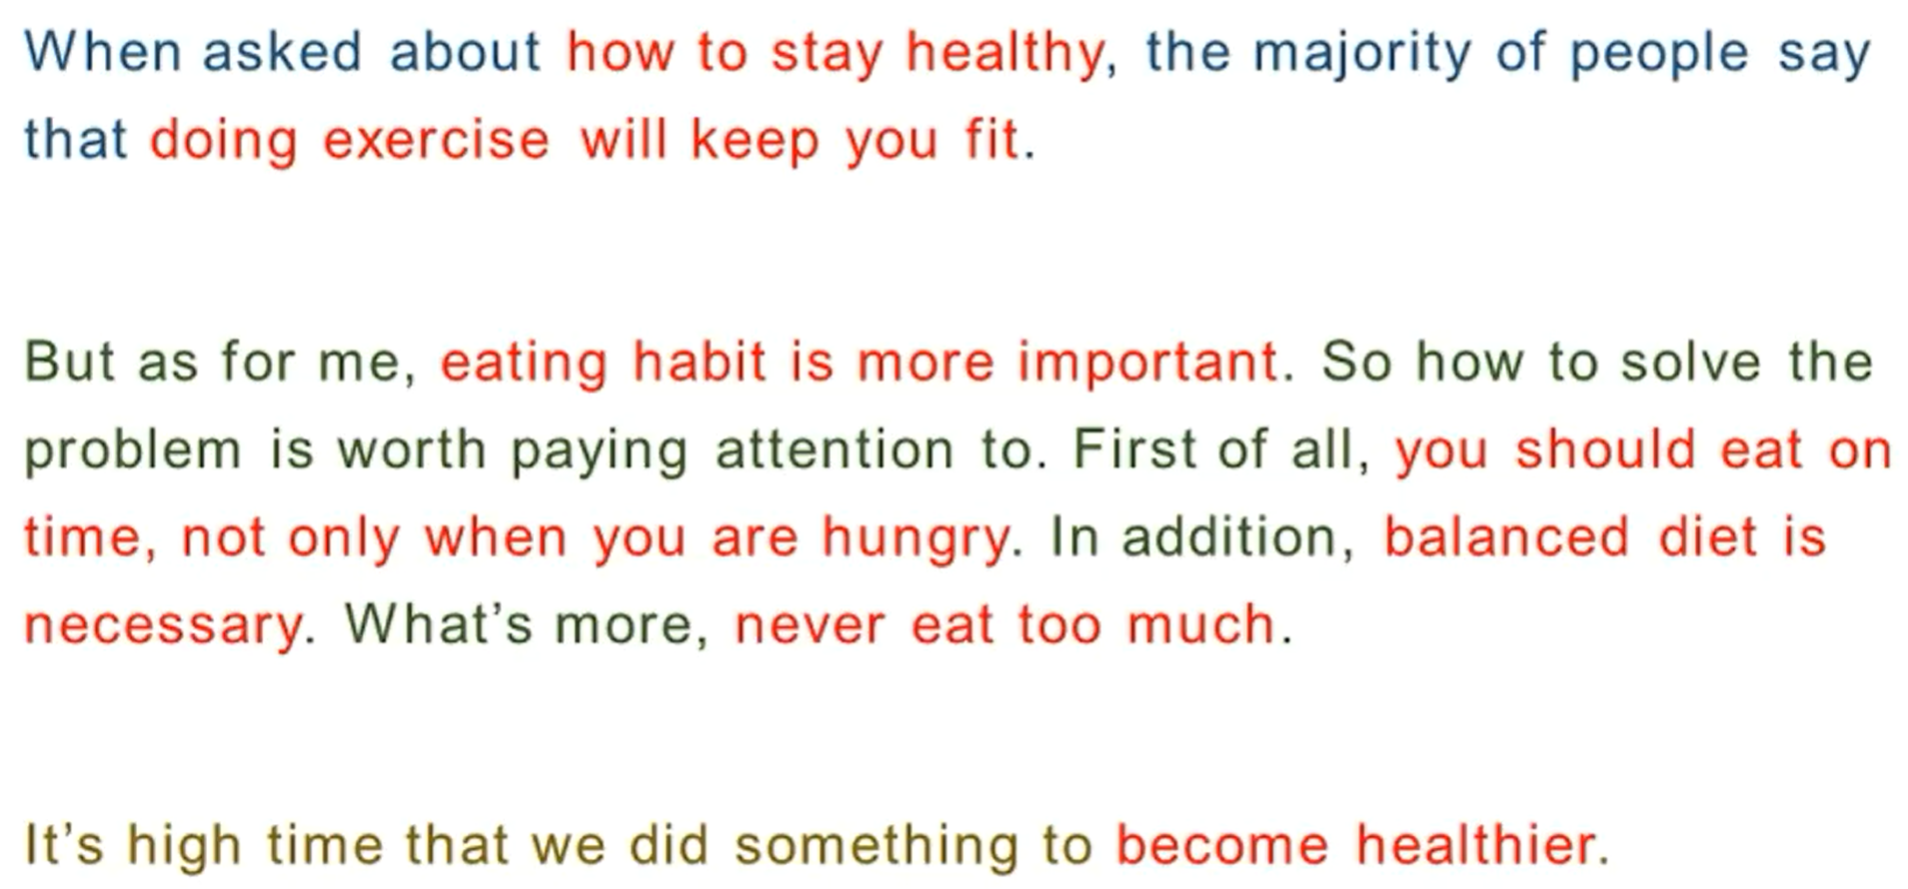 When asked about how to stay healthy, the majority of people say
that doing exercise will keep you fit.
But as for me, eating habit is more important. So how to solve the
problem is worth paying attention to. First of all, you should eat on
time, not only when you are hungry. In addition, balanced diet is
necessary. What’s more, never eat too much.
It’s high time that we did something to become healthier.